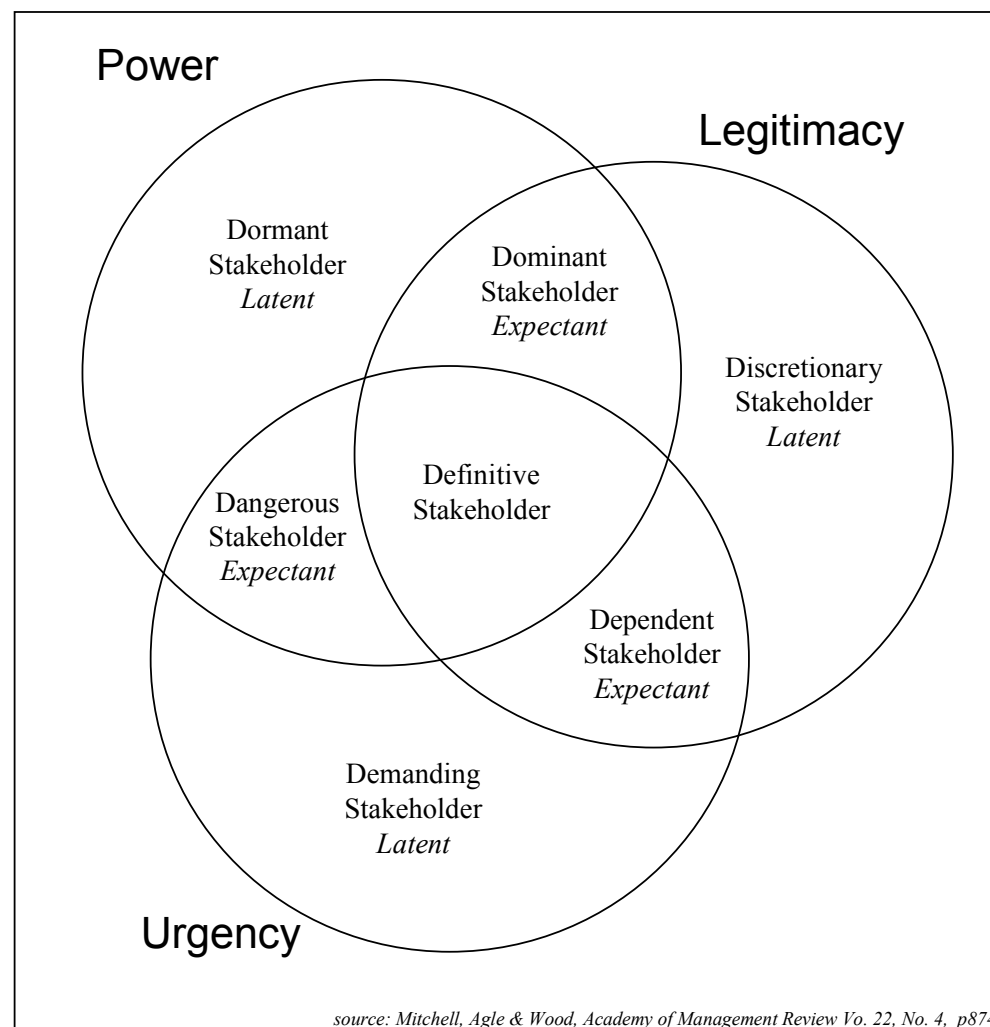 Power
Legitimacy
Dormant
Stakeholder
Latent
Dominant
Stakeholder
Expectant
Discretionary
Stakeholder
Latent
Dangerous
Stakeholder
Expectant
Definitive
Stakeholder
Dependent
Stakeholder
Expectant
Demanding
Stakeholder
Latent
Urgency
source: Mitchell, Agle & Wood, Academy of Management Review Vo. 22, No. 4, p874